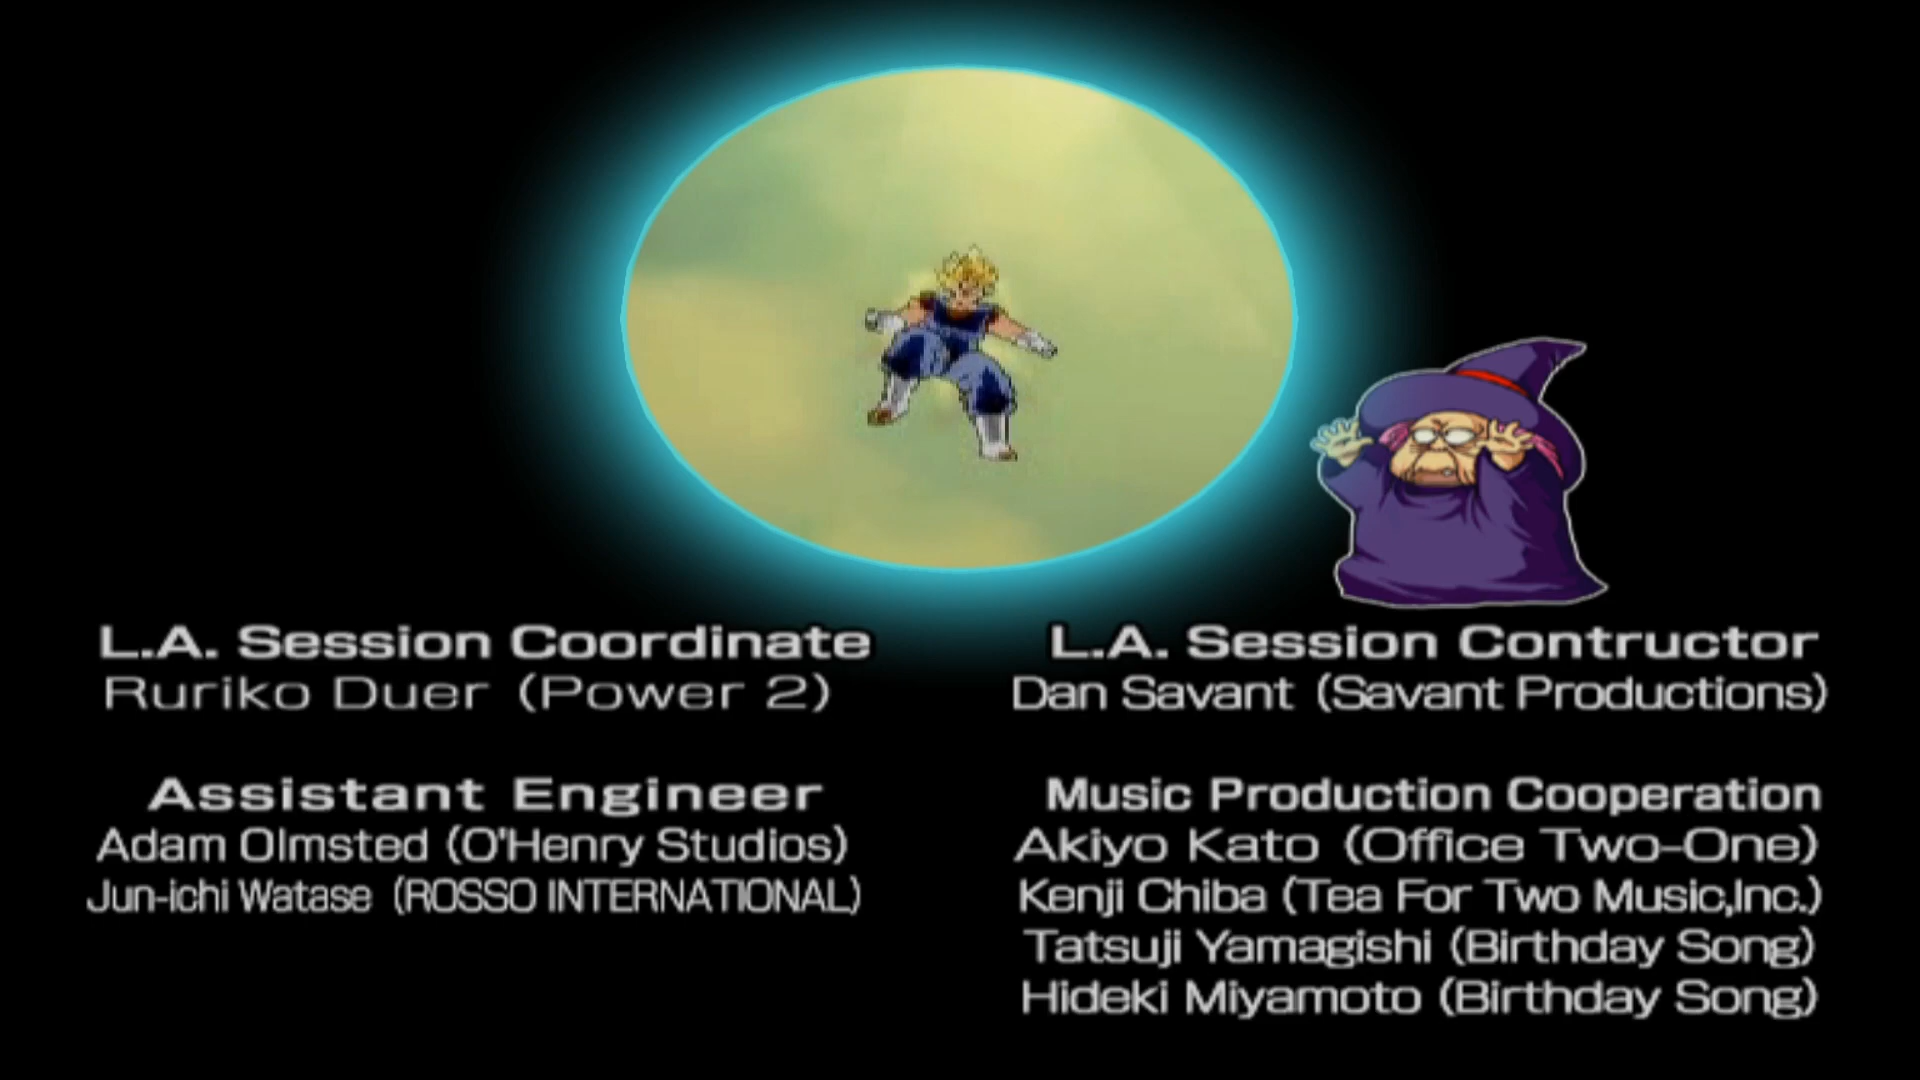 L.A. Session Coordinate
Ruriko Duer (Power 2)
Assistant Engineer
Adam Olmsted (O'Henry Studios)
Jun-ichi Watase (ROSSO INTERNATIONAL)
L.A. Session Contructor
Dan Savant (Savant Productions)
Music Production Cooperation
Akiyo Kato (Office Two-One)
Kenji Chiba (Tea For Two Music,Inc.)
Tatsuji Yamagishi (Birthday Song)
Hideki Miyamoto (Birthday Song)